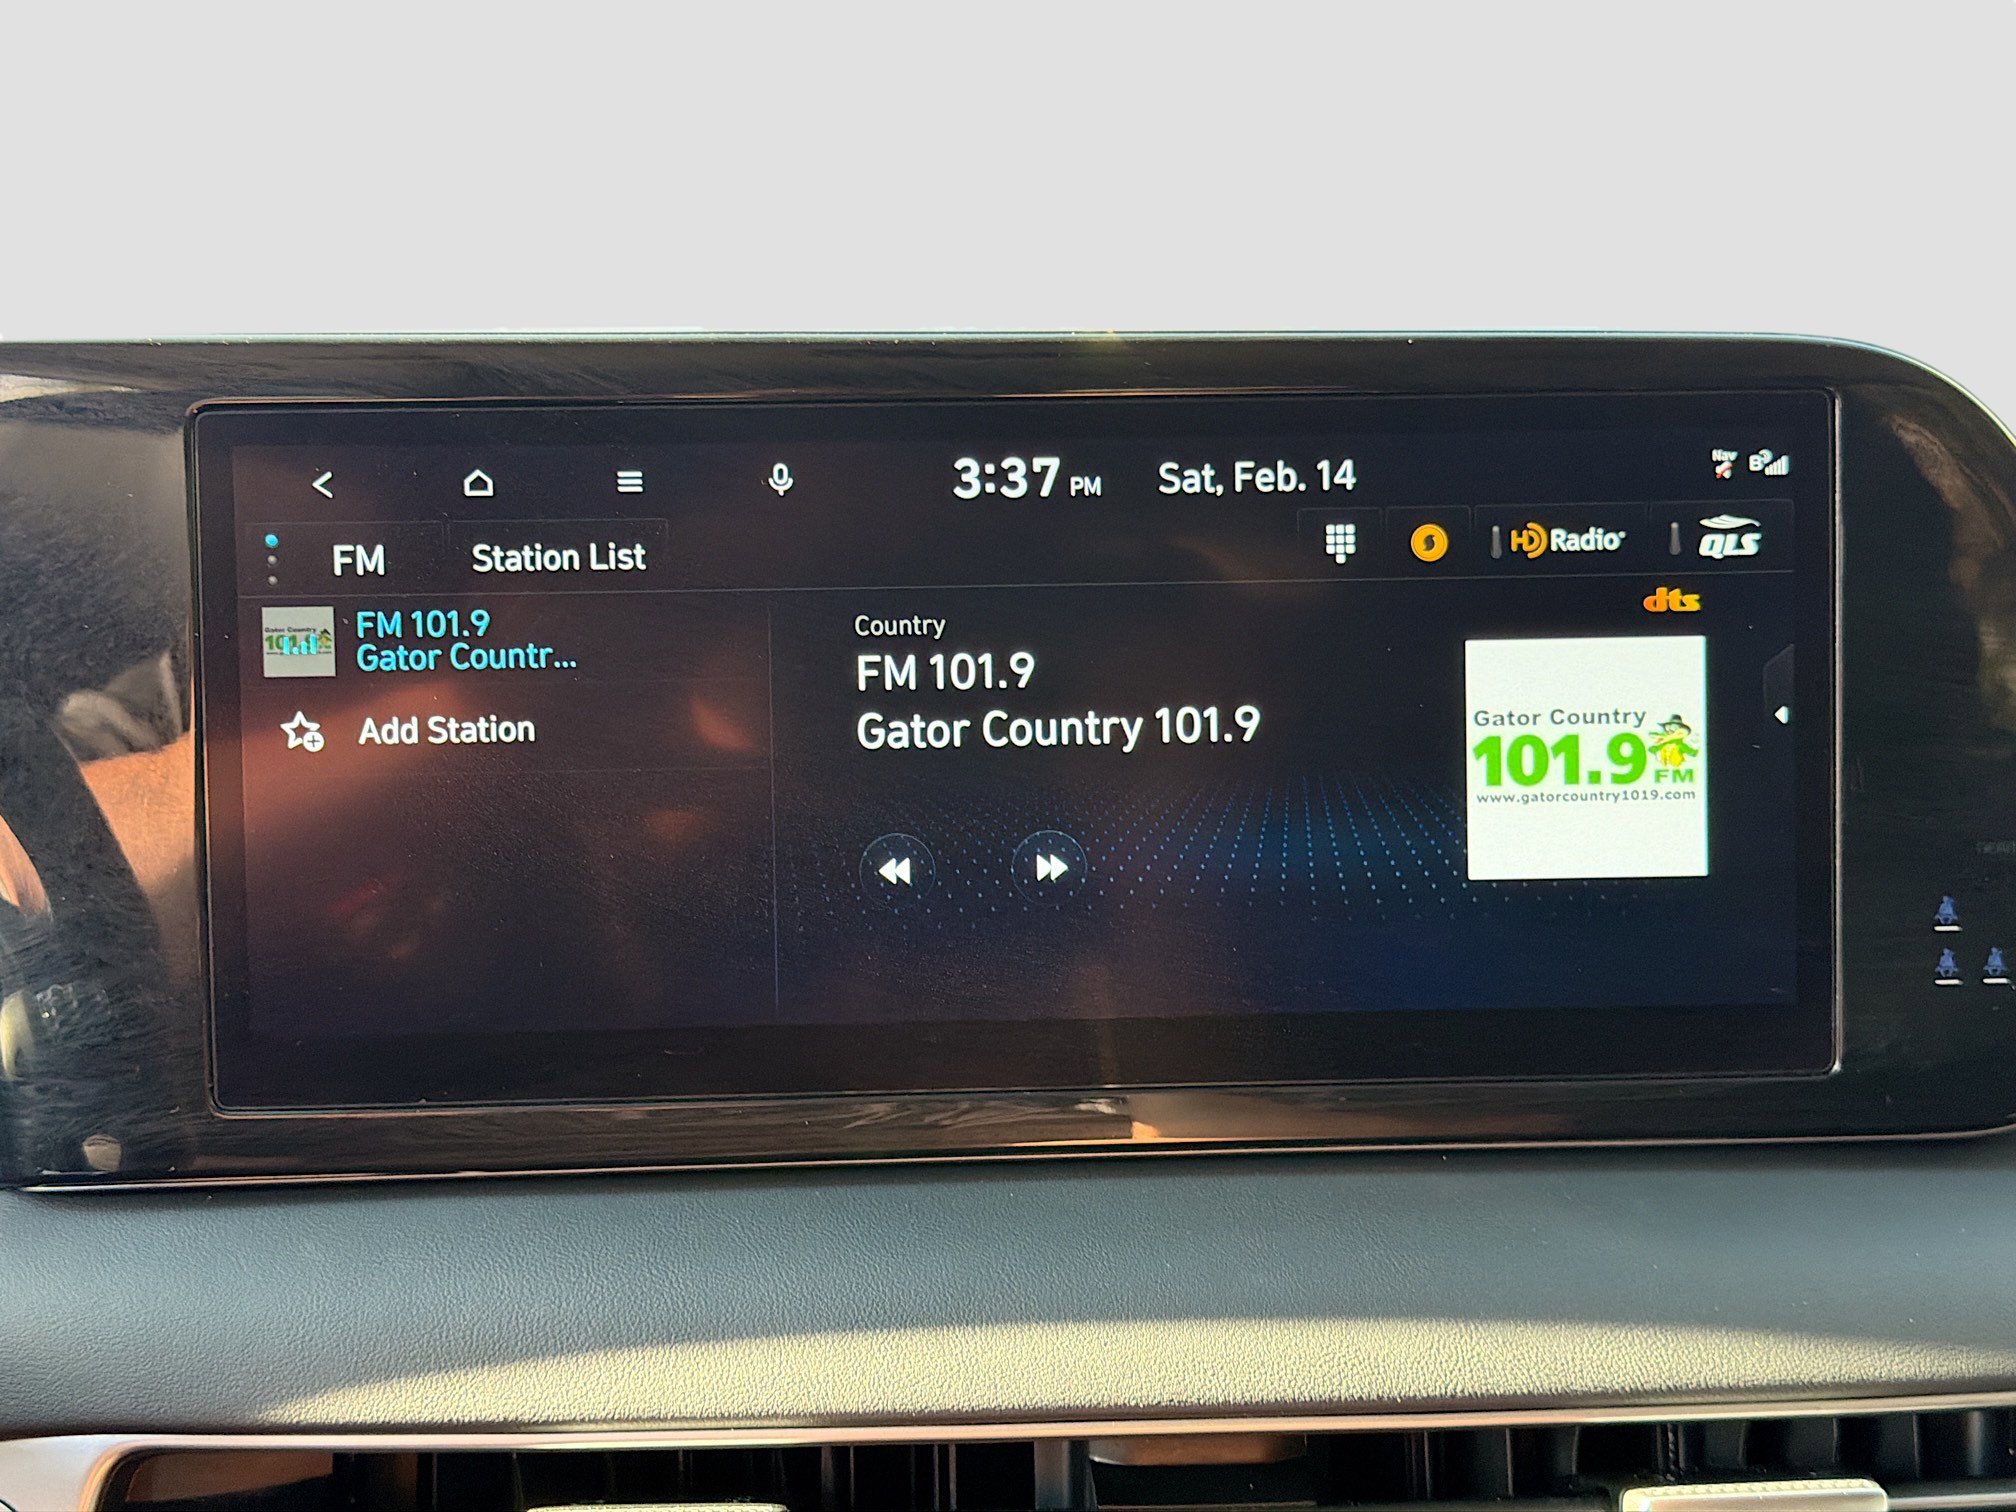 3:37 PM Sat, Feb. 14
Nav
FM Station List HD Radio QLS
dts
FM 101.9
Gator Countr...
Add Station
Country
FM 101.9
Gator Country 101.9
Gator Country
101.9
FM
www.gatorcountry1019.com